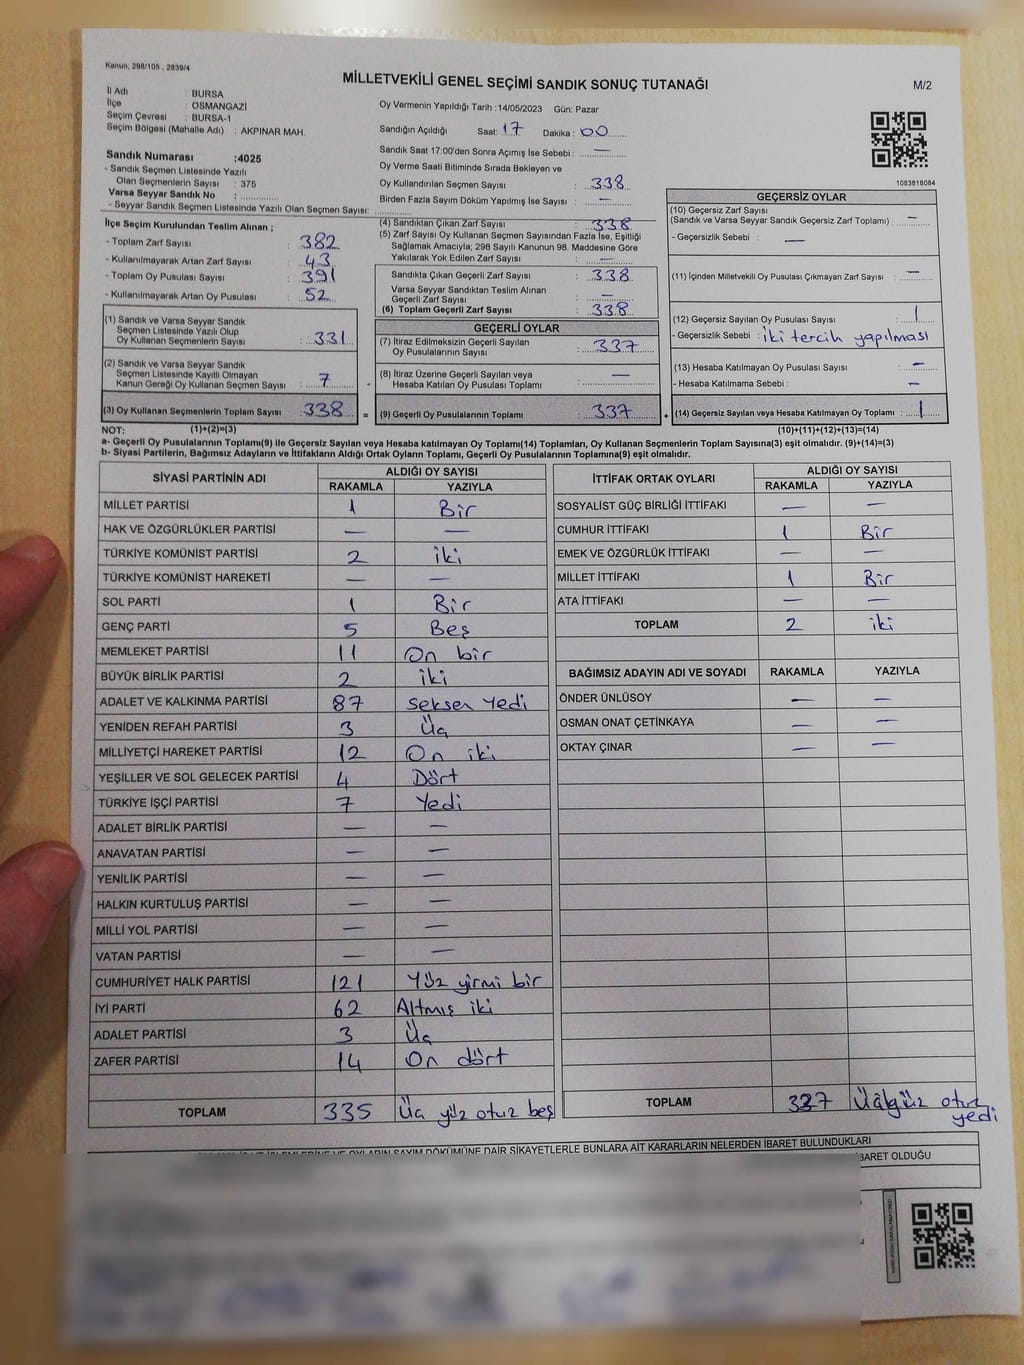 Kanun, 298/105 , 2839/4
MİLLETVEKİLİ GENEL SEÇİMİ SANDIK SONUÇ TUTANAĞI
M/2
İl Adı : BURSA
İlçe : OSMANGAZİ
Seçim Çevresi : BURSA-1
Seçim Bölgesi (Mahalle Adı) : AKPINAR MAH.
Sandık Numarası :4025
- Sandık Seçmen Listesinde Yazılı
Olan Seçmenlerin Sayısı : 375
Varsa Seyyar Sandık No :
- Seyyar Sandık Seçmen Listesinde Yazılı Olan Seçmen Sayısı:
Oy Vermenin Yapıldığı Tarih :14/05/2023 Gün: Pazar
Sandığın Açıldığı Saat: 17 Dakika : 00
Sandık Saat 17:00'den Sonra Açılmış İse Sebebi : —
Oy Verme Saati Bitiminde Sırada Bekleyen ve
Oy Kullandırılan Seçmen Sayısı : 338
Birden Fazla Sayım Döküm Yapılmış İse Sayısı : —
1083818084
İlçe Seçim Kurulundan Teslim Alınan ;
- Toplam Zarf Sayısı : 382
- Kullanılmayarak Artan Zarf Sayısı : 43
- Toplam Oy Pusulası Sayısı : 391
- Kullanılmayarak Artan Oy Pusulası : 52
(1) Sandık ve Varsa Seyyar Sandık
Seçmen Listesinde Yazılı Olup
Oy Kullanan Seçmenlerin Sayısı : 331
(2) Sandık ve Varsa Seyyar Sandık
Seçmen Listesinde Kayıtlı Olmayan
Kanun Gereği Oy Kullanan Seçmen Sayısı : 7
(3) Oy Kullanan Seçmenlerin Toplam Sayısı : 338 =
(4) Sandıktan Çıkan Zarf Sayısı : 338
(5) Zarf Sayısı Oy Kullanan Seçmen Sayısından Fazla İse, Eşitliği
Sağlamak Amacıyla; 298 Sayılı Kanunun 98. Maddesine Göre
Yakılarak Yok Edilen Zarf Sayısı : —
Sandıkta Çıkan Geçerli Zarf Sayısı : 338
Varsa Seyyar Sandıktan Teslim Alınan
Geçerli Zarf Sayısı : —
(6) Toplam Geçerli Zarf Sayısı : 338
GEÇERLİ OYLAR
(7) İtiraz Edilmeksizin Geçerli Sayılan
Oy Pusulalarının Sayısı : 337
(8) İtiraz Üzerine Geçerli Sayılan veya
Hesaba Katılan Oy Pusulası Toplamı : —
(9) Geçerli Oy Pusulalarının Toplamı : 337 +
GEÇERSİZ OYLAR
(10) Geçersiz Zarf Sayısı
(Sandık ve Varsa Seyyar Sandık Geçersiz Zarf Toplamı) : —
- Geçersizlik Sebebi : —
(11) İçinden Milletvekili Oy Pusulası Çıkmayan Zarf Sayısı : —
(12) Geçersiz Sayılan Oy Pusulası Sayısı : 1
- Geçersizlik Sebebi : iki tercih yapılması
(13) Hesaba Katılmayan Oy Pusulası Sayısı : —
- Hesaba Katılmama Sebebi : —
(14) Geçersiz Sayılan veya Hesaba Katılmayan Oy Toplamı : 1
NOT: (1)+(2)=(3) (10)+(11)+(12)+(13)=(14)
a- Geçerli Oy Pusulalarının Toplamı(9) ile Geçersiz Sayılan veya Hesaba katılmayan Oy Toplamı(14) Toplamları, Oy Kullanan Seçmenlerin Toplam Sayısına(3) eşit olmalıdır. (9)+(14)=(3)
b- Siyasi Partilerin, Bağımsız Adayların ve İttifakların Aldığı Ortak Oyların Toplamı, Geçerli Oy Pusulalarının Toplamına(9) eşit olmalıdır.
SİYASİ PARTİNİN ADI ALDIĞI OY SAYISI
RAKAMLA YAZIYLA
MİLLET PARTİSİ 1 Bir
HAK VE ÖZGÜRLÜKLER PARTİSİ — —
TÜRKİYE KOMÜNİST PARTİSİ 2 iki
TÜRKİYE KOMÜNİST HAREKETİ — —
SOL PARTİ 1 Bir
GENÇ PARTİ 5 Beş
MEMLEKET PARTİSİ 11 On bir
BÜYÜK BİRLİK PARTİSİ 2 iki
ADALET VE KALKINMA PARTİSİ 87 seksen Yedi
YENİDEN REFAH PARTİSİ 3 Üç
MİLLİYETÇİ HAREKET PARTİSİ 12 On iki
YEŞİLLER VE SOL GELECEK PARTİSİ 4 Dört
TÜRKİYE İŞÇİ PARTİSİ 7 Yedi
ADALET BİRLİK PARTİSİ — —
ANAVATAN PARTİSİ — —
YENİLİK PARTİSİ — —
HALKIN KURTULUŞ PARTİSİ — —
MİLLİ YOL PARTİSİ — —
VATAN PARTİSİ — —
CUMHURİYET HALK PARTİSİ 121 Yüz yirmi bir
İYİ PARTİ 62 Altmış iki
ADALET PARTİSİ 3 Üç
ZAFER PARTİSİ 14 On dört
TOPLAM 335 Üç yüz otuz beş
İTTİFAK ORTAK OYLARI ALDIĞI OY SAYISI
RAKAMLA YAZIYLA
SOSYALİST GÜÇ BİRLİĞİ İTTİFAKI — —
CUMHUR İTTİFAKI 1 Bir
EMEK VE ÖZGÜRLÜK İTTİFAKI — —
MİLLET İTTİFAKI 1 Bir
ATA İTTİFAKI — —
TOPLAM 2 iki
BAĞIMSIZ ADAYIN ADI VE SOYADI RAKAMLA YAZIYLA
ÖNDER ÜNLÜSOY — —
OSMAN ONAT ÇETİNKAYA — —
OKTAY ÇINAR — —
TOPLAM 337 Üçyüz otuz
yedi
OYLARIN SAYIM DÖKÜMÜNE DAİR ŞİKAYETLERLE BUNLARA AİT KARARLARIN NELERDEN İBARET BULUNDUKLARI
İBARET OLDUĞU